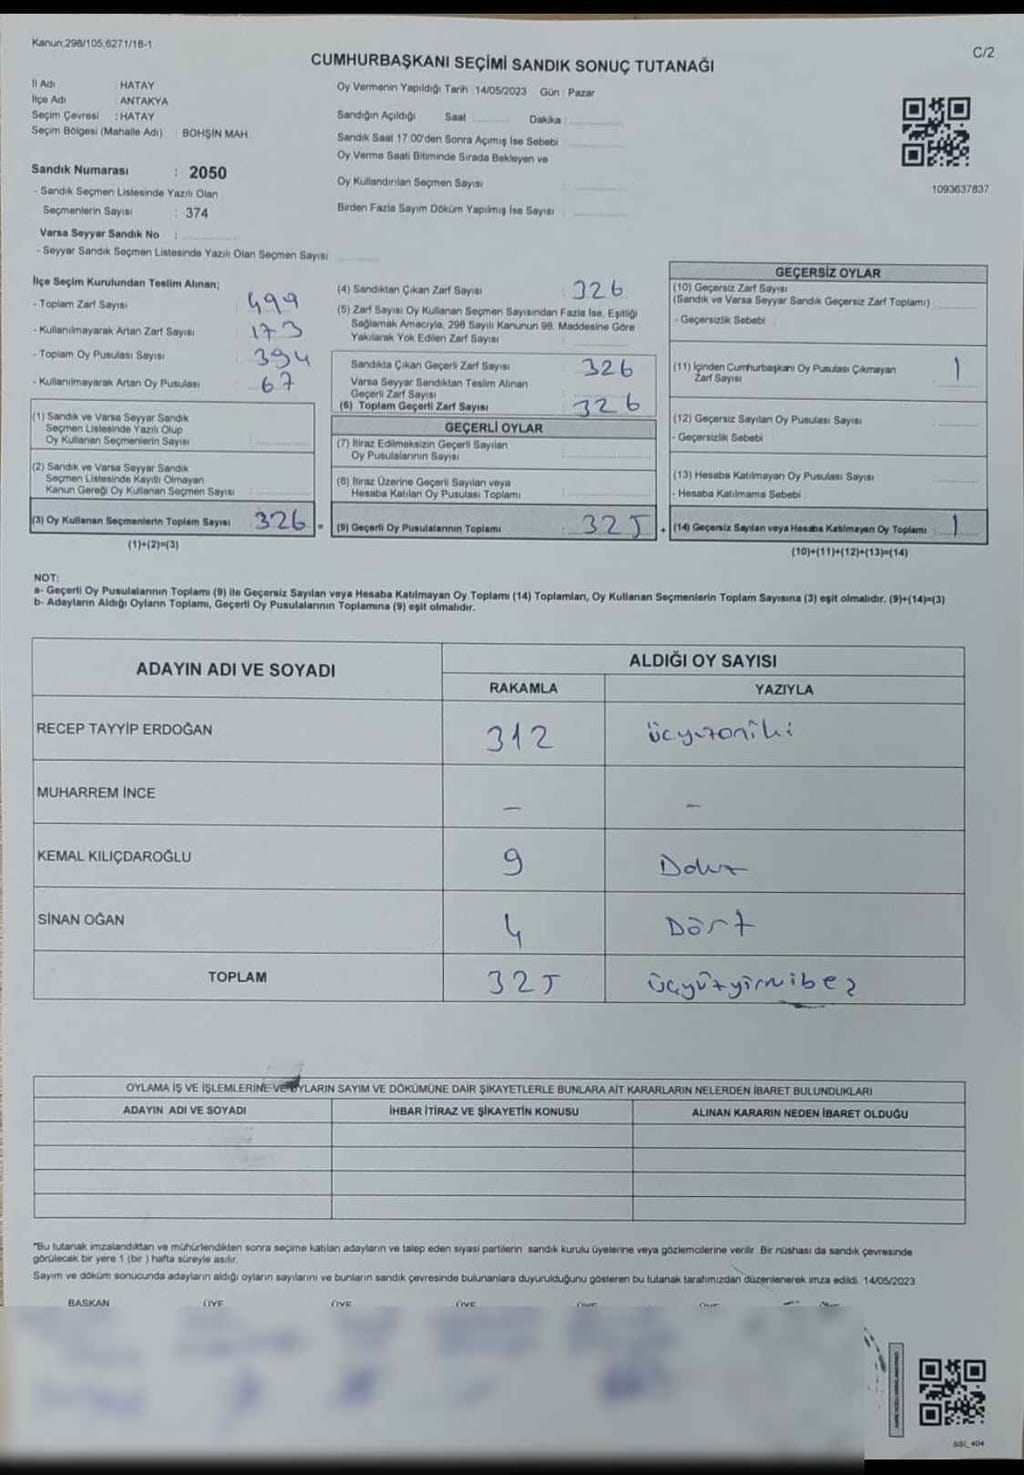 Kanun:298/105,6271/18-1
C/2
CUMHURBAŞKANI SEÇİMİ SANDIK SONUÇ TUTANAĞI
İl Adı : HATAY
İlçe Adı : ANTAKYA
Seçim Çevresi : HATAY
Seçim Bölgesi (Mahalle Adı) : BOHŞİN MAH.
Sandık Numarası : 2050
- Sandık Seçmen Listesinde Yazılı Olan
Seçmenlerin Sayısı : 374
Varsa Seyyar Sandık No :
- Seyyar Sandık Seçmen Listesinde Yazılı Olan Seçmen Sayısı
Oy Vermenin Yapıldığı Tarih : 14/05/2023 Gün : Pazar
Sandığın Açıldığı Saat Dakika :
Sandık Saat 17:00'den Sonra Açımış İse Sebebi :
Oy Verme Saati Bitiminde Sırada Bekleyen ve
Oy Kullandırılan Seçmen Sayısı :
Birden Fazla Sayım Döküm Yapılmış İse Sayısı :
1093637837
İlçe Seçim Kurulundan Teslim Alınan;
- Toplam Zarf Sayısı 499
- Kullanılmayarak Artan Zarf Sayısı 173
- Toplam Oy Pusulası Sayısı 394
- Kullanılmayarak Artan Oy Pusulası 67
(1) Sandık ve Varsa Seyyar Sandık
Seçmen Listesinde Yazılı Olup
Oy Kullanan Seçmenlerin Sayısı
(2) Sandık ve Varsa Seyyar Sandık
Seçmen Listesinde Kayıtlı Olmayan
Kanun Gereği Oy Kullanan Seçmen Sayısı
(3) Oy Kullanan Seçmenlerin Toplam Sayısı 326 =
(1)+(2)=(3)
(4) Sandıktan Çıkan Zarf Sayısı 326
(5) Zarf Sayısı Oy Kullanan Seçmen Sayısından Fazla İse, Eşitliği
Sağlamak Amacıyla, 298 Sayılı Kanunun 98. Maddesine Göre
Yakılarak Yok Edilen Zarf Sayısı
Sandıkta Çıkan Geçerli Zarf Sayısı 326
Varsa Seyyar Sandıktan Teslim Alınan
Geçerli Zarf Sayısı
(6) Toplam Geçerli Zarf Sayısı 326
GEÇERLİ OYLAR
(7) İtiraz Edilmeksizin Geçerli Sayılan
Oy Pusulalarının Sayısı
(8) İtiraz Üzerine Geçerli Sayılan veya
Hesaba Katılan Oy Pusulası Toplamı
(9) Geçerli Oy Pusulalarının Toplamı 325 +
GEÇERSİZ OYLAR
(10) Geçersiz Zarf Sayısı
(Sandık ve Varsa Seyyar Sandık Geçersiz Zarf Toplamı)
- Geçersizlik Sebebi
(11) İçinden Cumhurbaşkanı Oy Pusulası Çıkmayan 1
Zarf Sayısı
(12) Geçersiz Sayılan Oy Pusulası Sayısı
- Geçersizlik Sebebi
(13) Hesaba Katılmayan Oy Pusulası Sayısı
- Hesaba Katılmama Sebebi
(14) Geçersiz Sayılan veya Hesaba Katılmayan Oy Toplamı 1
(10)+(11)+(12)+(13)=(14)
NOT:
a- Geçerli Oy Pusulalarının Toplamı (9) ile Geçersiz Sayılan veya Hesaba Katılmayan Oy Toplamı (14) Toplamları, Oy Kullanan Seçmenlerin Toplam Sayısına (3) eşit olmalıdır. (9)+(14)=(3)
b- Adayların Aldığı Oyların Toplamı, Geçerli Oy Pusulalarının Toplamına (9) eşit olmalıdır.
ADAYIN ADI VE SOYADI
ALDIĞI OY SAYISI
RAKAMLA YAZIYLA
RECEP TAYYİP ERDOĞAN 312 üçyüzoniki
MUHARREM İNCE - -
KEMAL KILIÇDAROĞLU 9 Dokuz
SİNAN OĞAN 4 Dört
TOPLAM 325 üçyüzyirmibeş
OYLAMA İŞ VE İŞLEMLERİNE VE OYLARIN SAYIM VE DÖKÜMÜNE DAİR ŞİKAYETLERLE BUNLARA AİT KARARLARIN NELERDEN İBARET BULUNDUKLARI
ADAYIN ADI VE SOYADI İHBAR İTİRAZ VE ŞİKAYETİN KONUSU ALINAN KARARIN NEDEN İBARET OLDUĞU
"Bu tutanak imzalandıktan ve mühürlendikten sonra seçime katılan adayların ve talep eden siyasi partilerin sandık kurulu üyelerine veya gözlemcilerine verilir. Bir nüshası da sandık çevresinde
görülecek bir yere 1 (bir ) hafta süreyle asılır.
Sayım ve döküm sonucunda adayların aldığı oyların sayılarını ve bunların sandık çevresinde bulunanlara duyurulduğunu gösteren bu tutanak tarafımızdan düzenlenerek imza edildi. 14/05/2023
BAŞKAN ÜYE ÜYE ÜYE
SSI_404